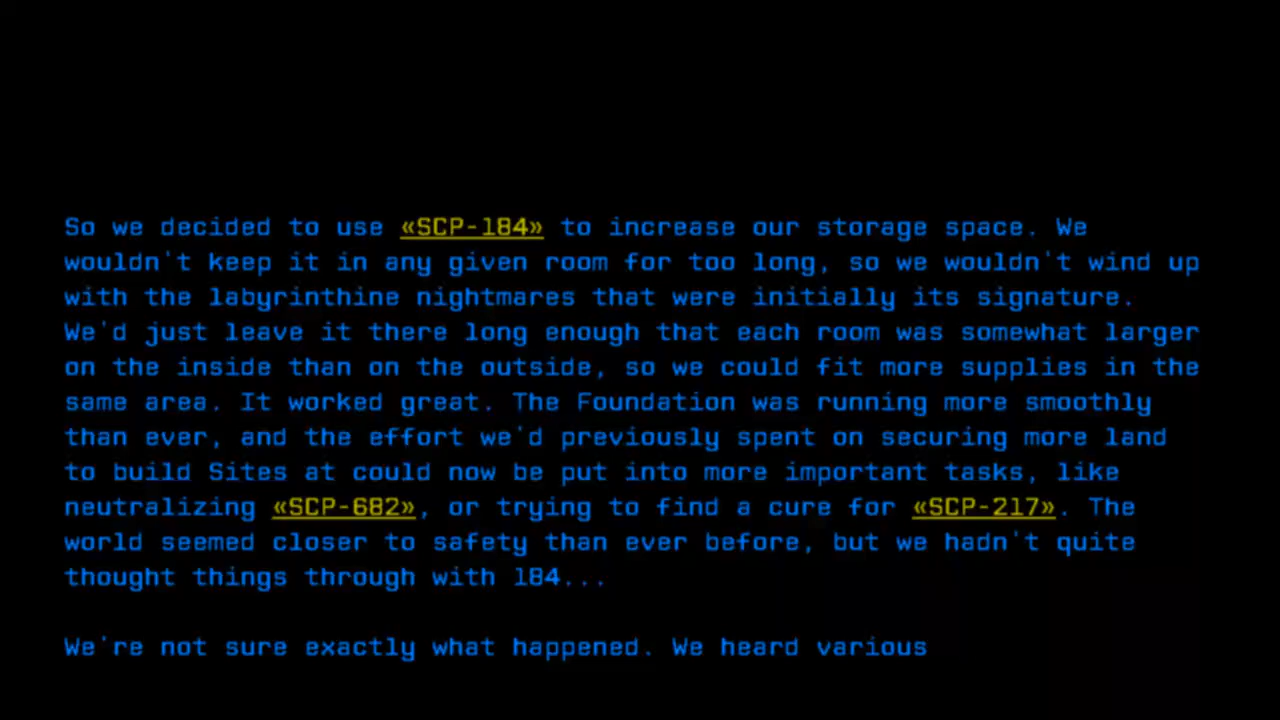 So we decided to use «SCP-184» to increase our storage space. We
wouldn't keep it in any given room for too long, so we wouldn't wind up
with the labyrinthine nightmares that were initially its signature.
We'd just leave it there long enough that each room was somewhat larger
on the inside than on the outside, so we could fit more supplies in the
same area. It worked great. The Foundation was running more smoothly
than ever, and the effort we'd previously spent on securing more land
to build Sites at could now be put into more important tasks, like
neutralizing «SCP-682», or trying to find a cure for «SCP-217». The
world seemed closer to safety than ever before, but we hadn't quite
thought things through with 184...
We're not sure exactly what happened. We heard various